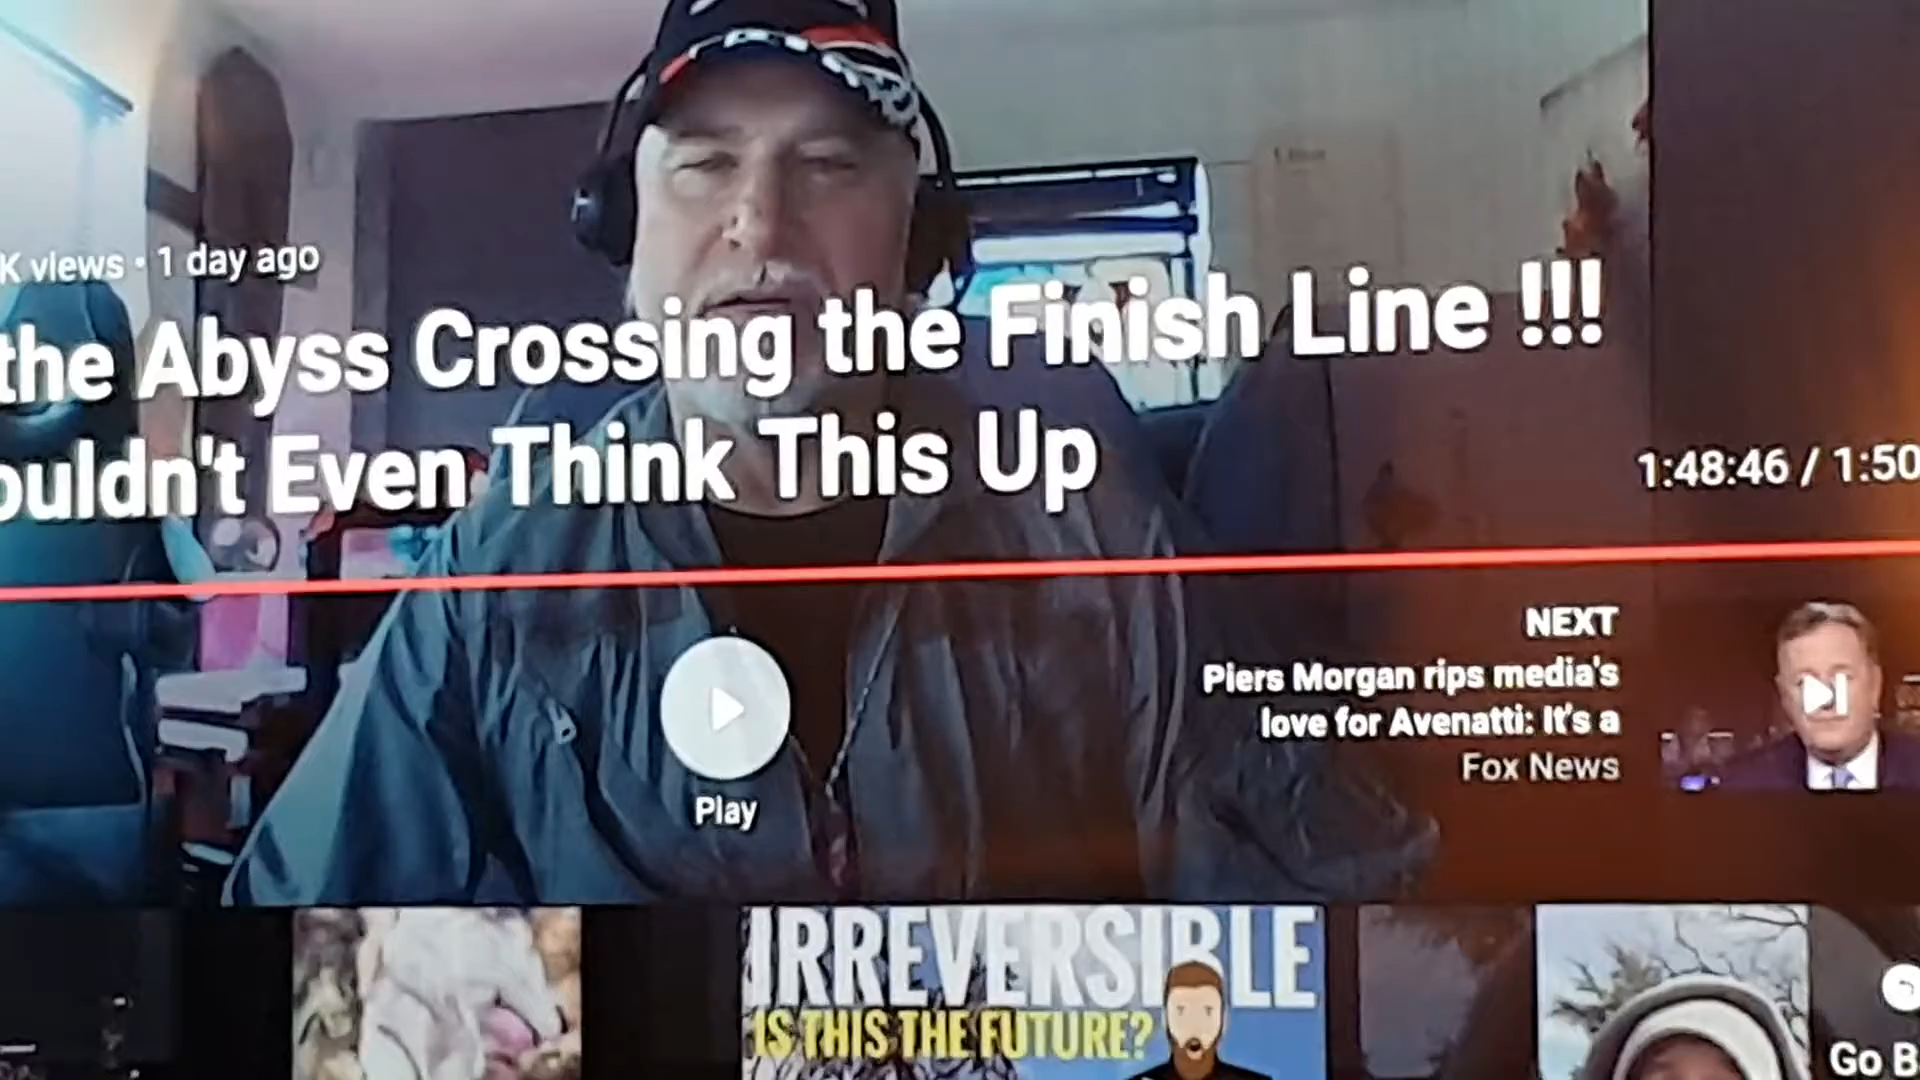 K views • 1 day ago
the Abyss Crossing the Finish Line !!!
ouldn't Even Think This Up
1:48:46 / 1:50
NEXT
Piers Morgan rips media's
love for Avenatti: It's a
Fox News
Play
IRREVERSIBLE
IS THIS THE FUTURE?
Go B